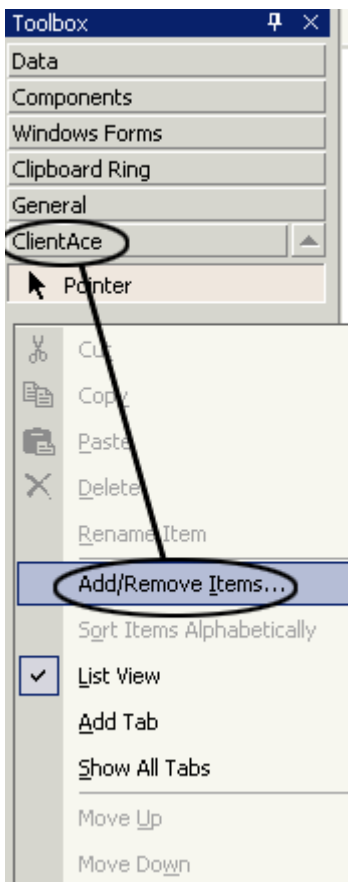 Toolbox
Data
Components
Windows Forms
Clipboard Ring
General
ClientAce
Pointer
Cut
Copy
Paste
Delete
Rename Item
Add/Remove Items...
Sort Items Alphabetically
List View
Add Tab
Show All Tabs
Move Up
Move Down